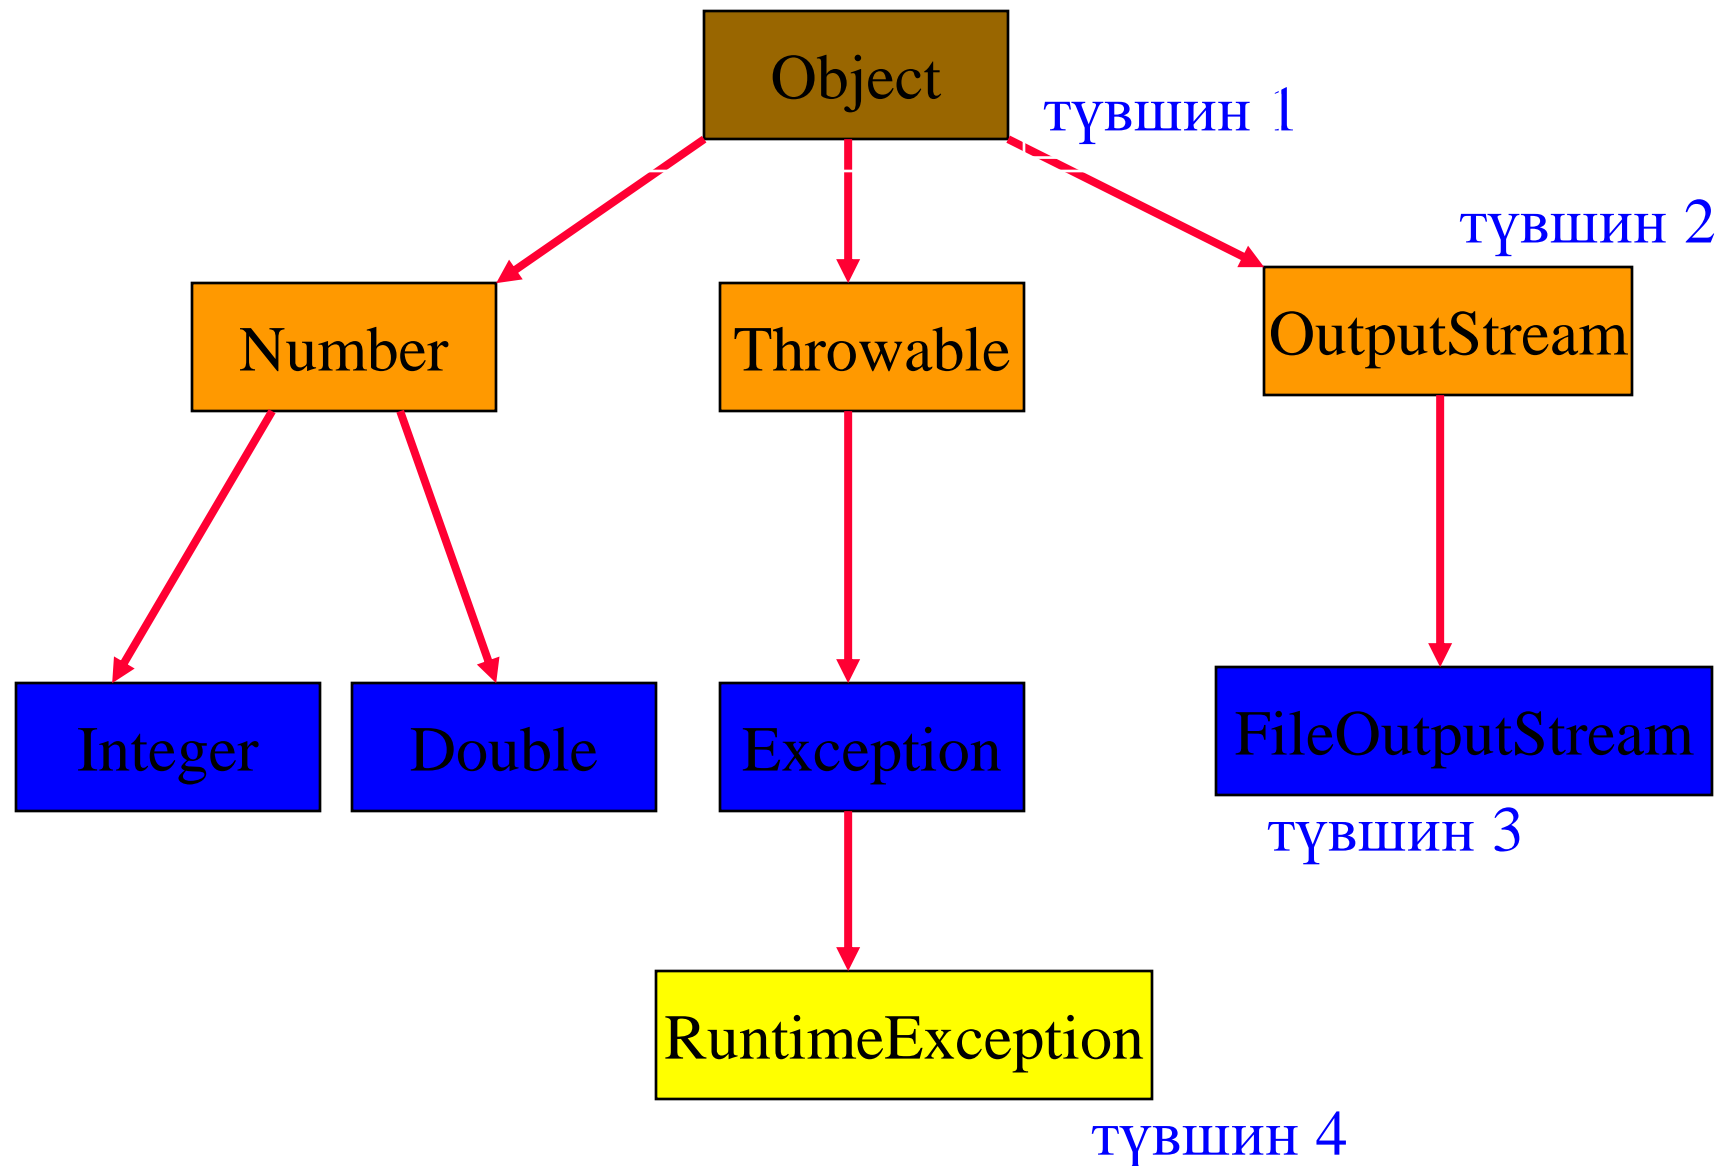 Object
түвшин 1
түвшин 2
Number
Throwable
OutputStream
Integer
Double
Exception
FileOutputStream
түвшин 3
RuntimeException
түвшин 4